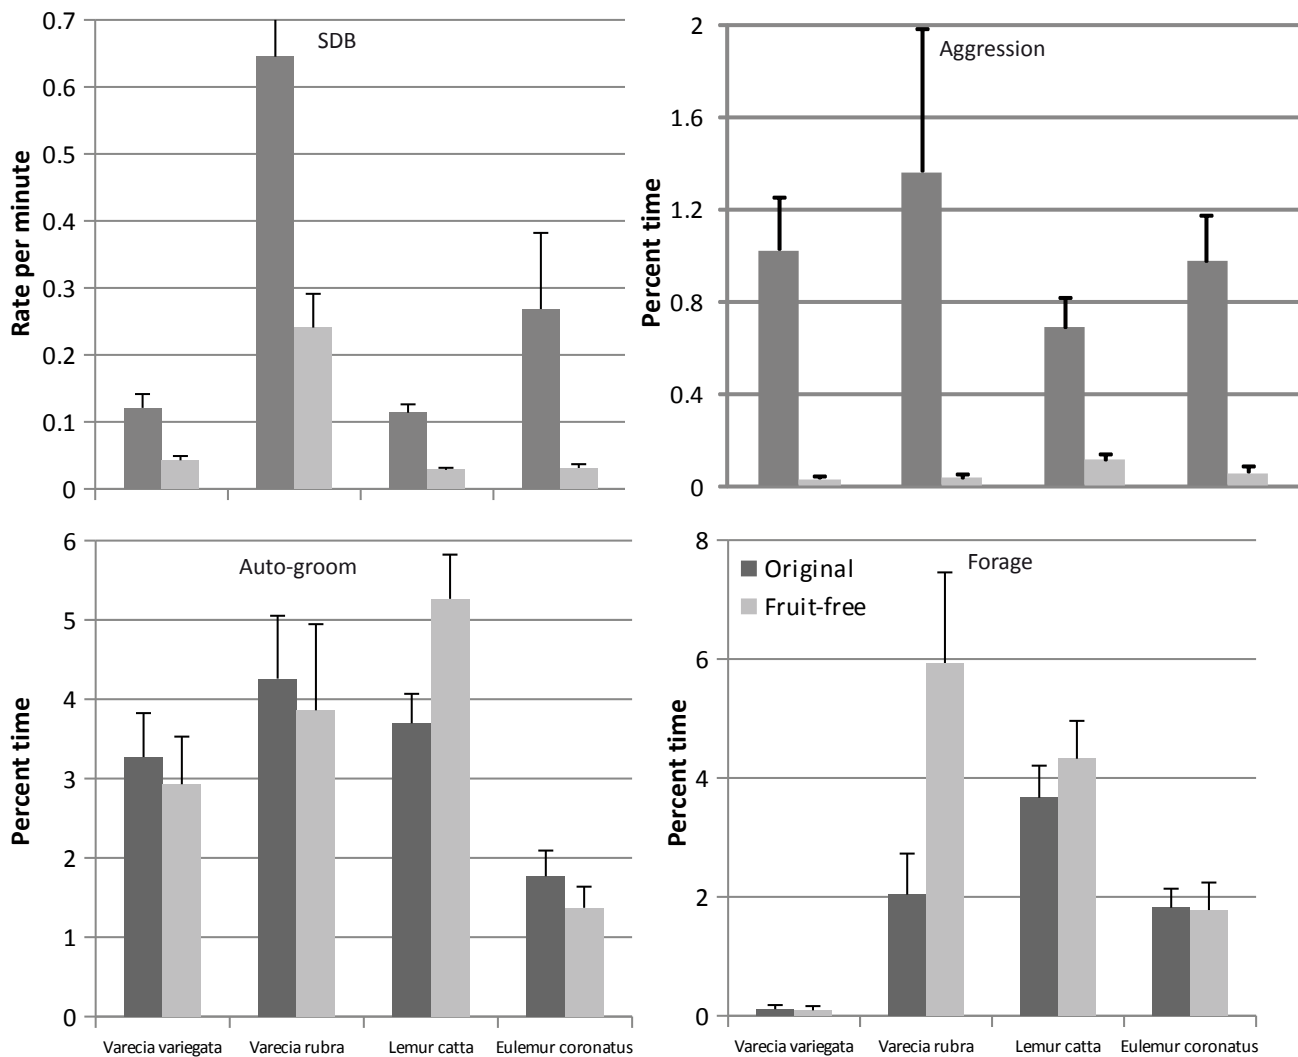 SDB
Rate per minute
0.7
0.6
0.5
0.4
0.3
0.2
0.1
0
Aggression
Percent time
2
1.6
1.2
0.8
0.4
0
Auto-groom
Percent time
6
5
4
3
2
1
0
Varecia variegata Varecia rubra Lemur catta Eulemur coronatus
Forage
Original
Fruit-free
Percent time
8
6
4
2
0
Varecia variegata Varecia rubra Lemur catta Eulemur coronatus